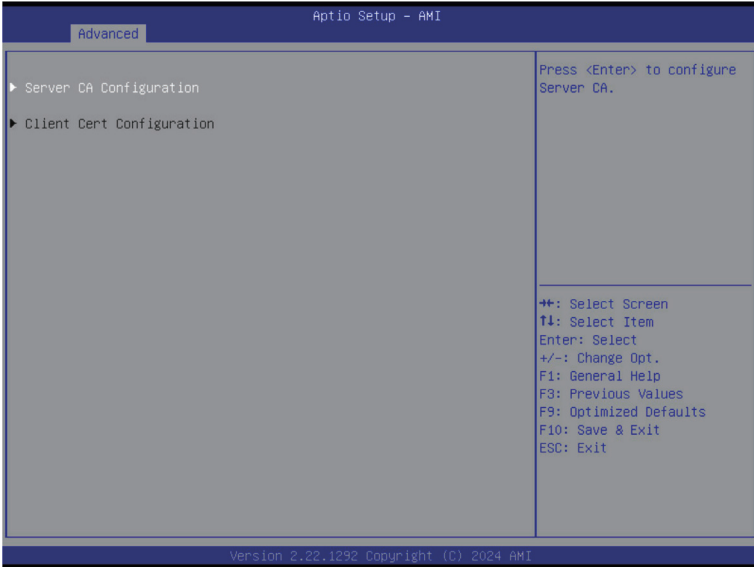 Aptio Setup – AMI
Advanced
Server CA Configuration
Client Cert Configuration
Press <Enter> to configure
Server CA.
→←: Select Screen
↑↓: Select Item
Enter: Select
+/-: Change Opt.
F1: General Help
F3: Previous Values
F9: Optimized Defaults
F10: Save & Exit
ESC: Exit
Version 2.22.1292 Copyright (C) 2024 AMI